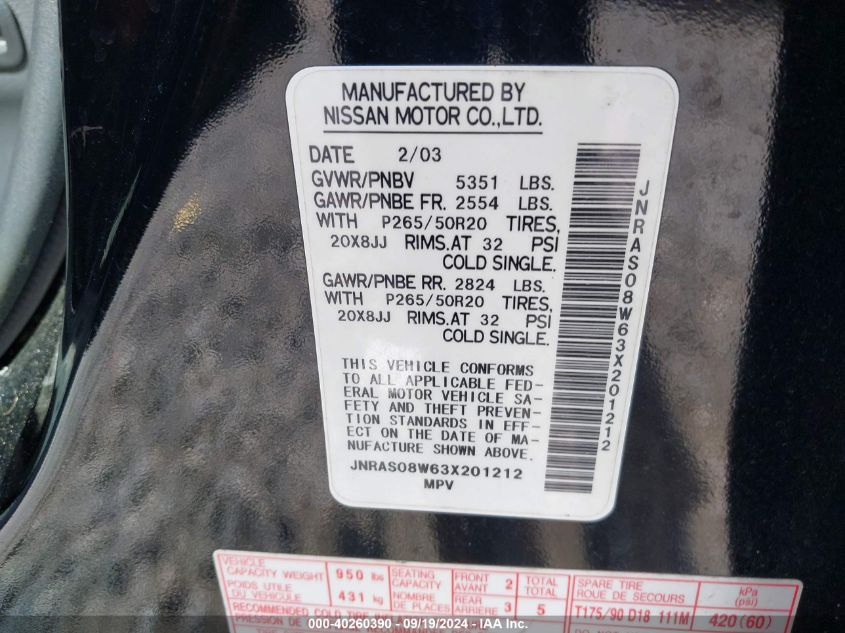 MANUFACTURED BY
NISSAN MOTOR CO.,LTD.
DATE 2/03
GVWR/PNBV 5351 LBS.
GAWR/PNBE FR. 2554 LBS.
WITH P265/50R20 TIRES,
20X8JJ RIMS.AT 32 PSI
COLD SINGLE.
GAWR/PNBE RR. 2824 LBS.
WITH P265/50R20 TIRES,
20X8JJ RIMS.AT 32 PSI
COLD SINGLE.
THIS VEHICLE CONFORMS
TO ALL APPLICABLE FED-
ERAL MOTOR VEHICLE SA-
FETY AND THEFT PREVEN-
TION STANDARDS IN EFF-
ECT ON THE DATE OF MA-
NUFACTURE SHOWN ABOVE.
JNRAS08W63X201212
MPV
JNRAS08W63X201212
VEHICLE CAPACITY WEIGHT 950 lbs SEATING CAPACITY FRONT AVANT 2 TOTAL TOTAL SPARE TIRE ROUE DE SECOURS kPa (psi)
POIDS UTILE DU VEHICULE 431 kg NOMBRE DE PLACES REAR ARRIERE 3 5 T175/90 D18 111M 420(60)
RECOMMENDED COLD TIRE
000-40260390 - 09/19/2024 -